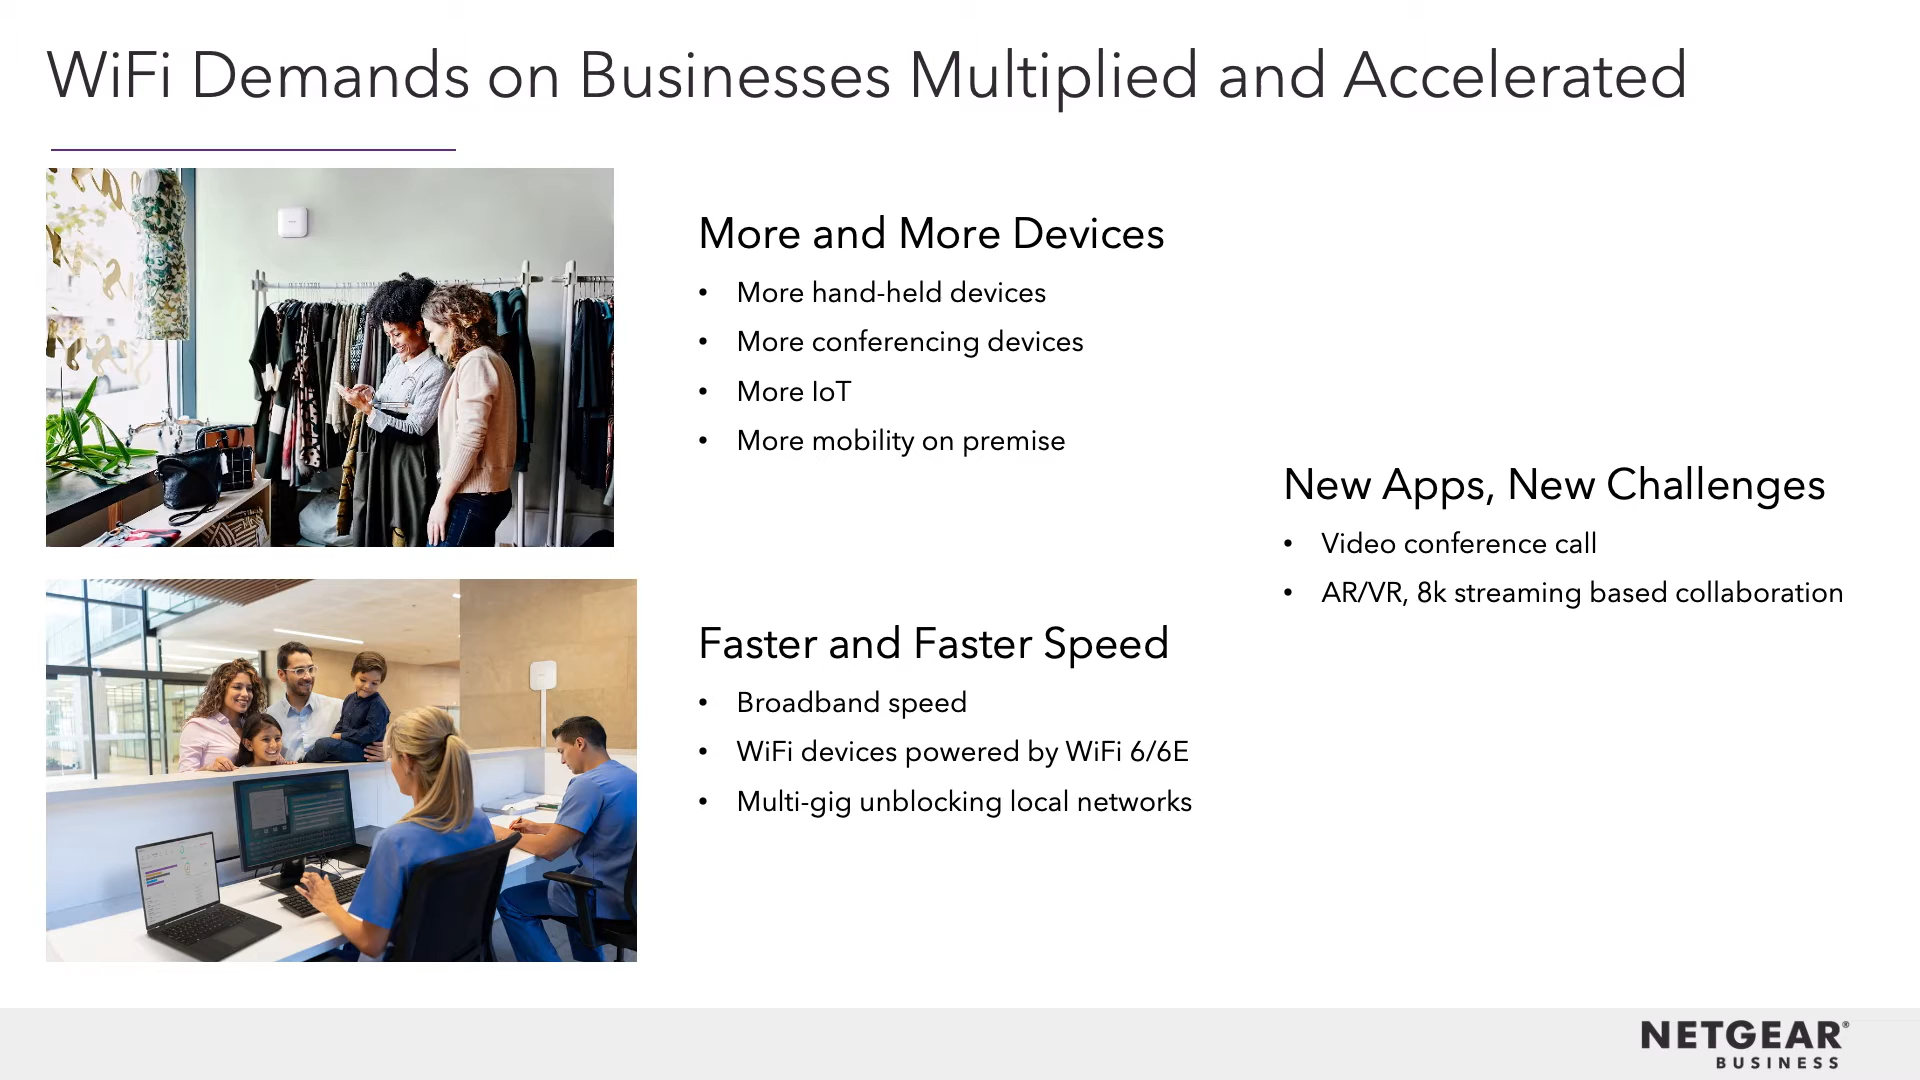 WiFi Demands on Businesses Multiplied and Accelerated
More and More Devices
• More hand-held devices
• More conferencing devices
• More IoT
• More mobility on premise
New Apps, New Challenges
• Video conference call
• AR/VR, 8k streaming based collaboration
Faster and Faster Speed
• Broadband speed
• WiFi devices powered by WiFi 6/6E
• Multi-gig unblocking local networks
NETGEAR®
BUSINESS